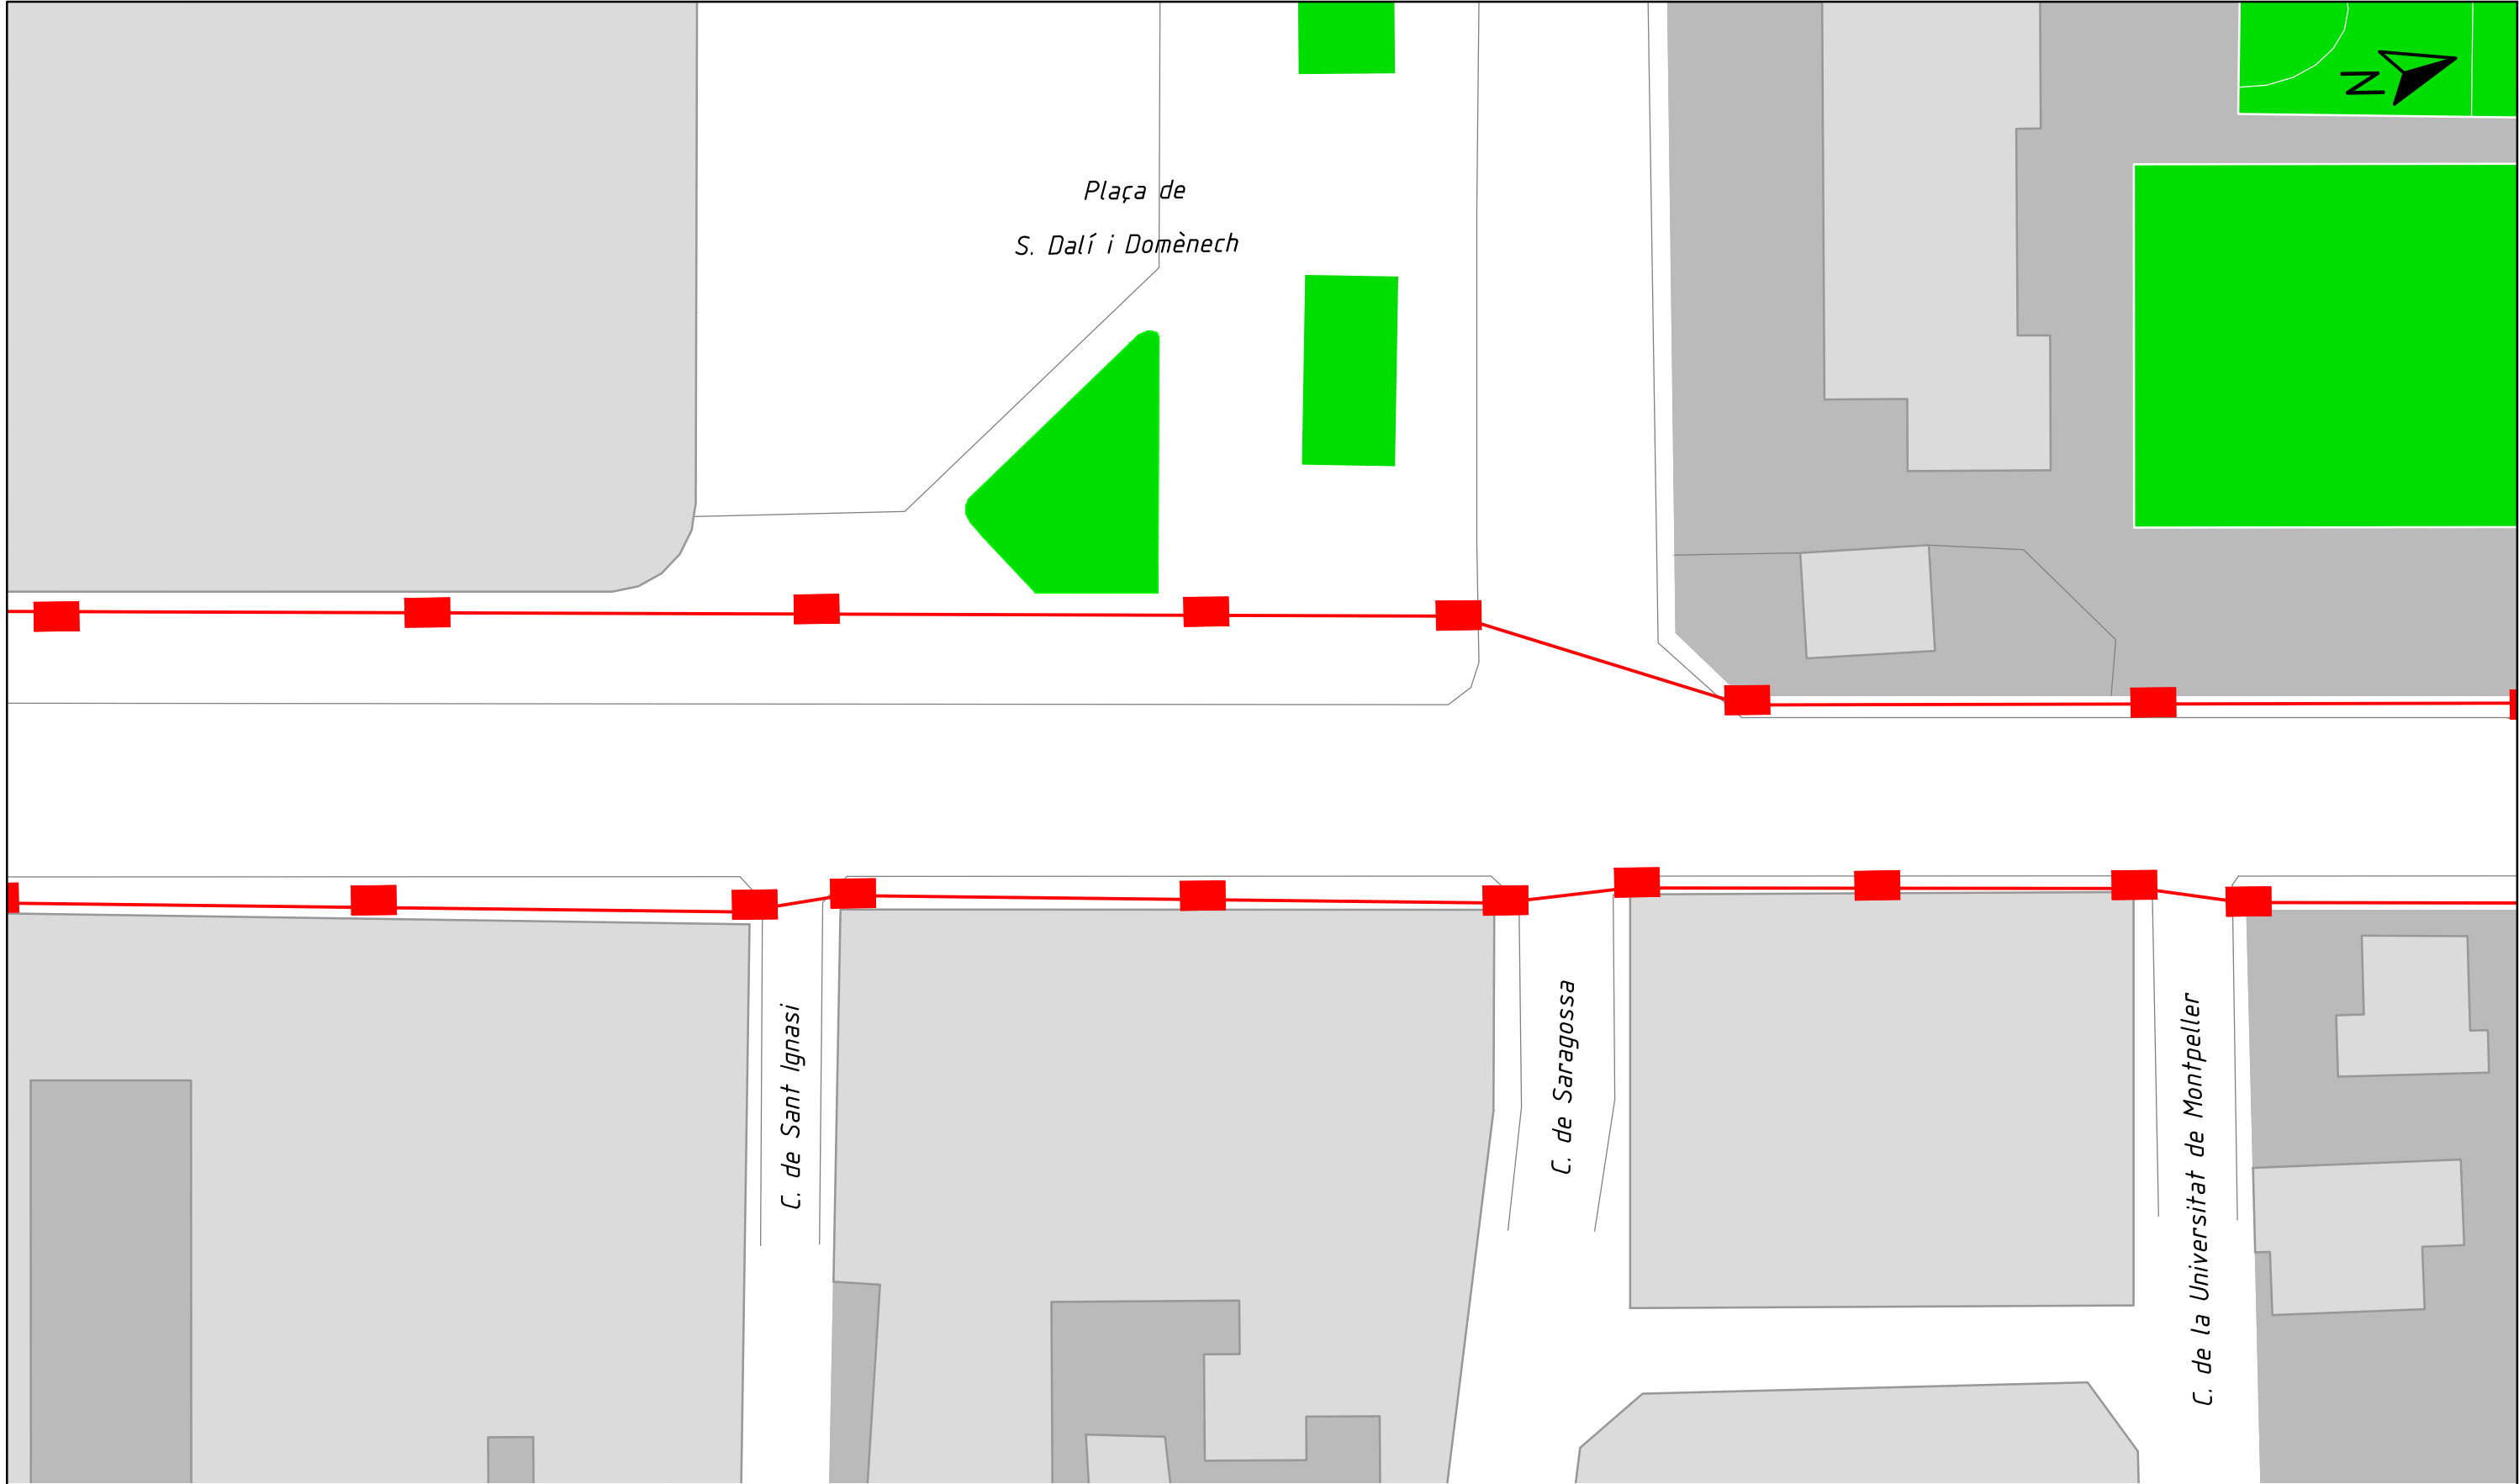 N
Plaça de
S. Dalí i Domènech
C. de Sant Ignasi
C. de Saragossa
C. de la Universitat de Montpeller